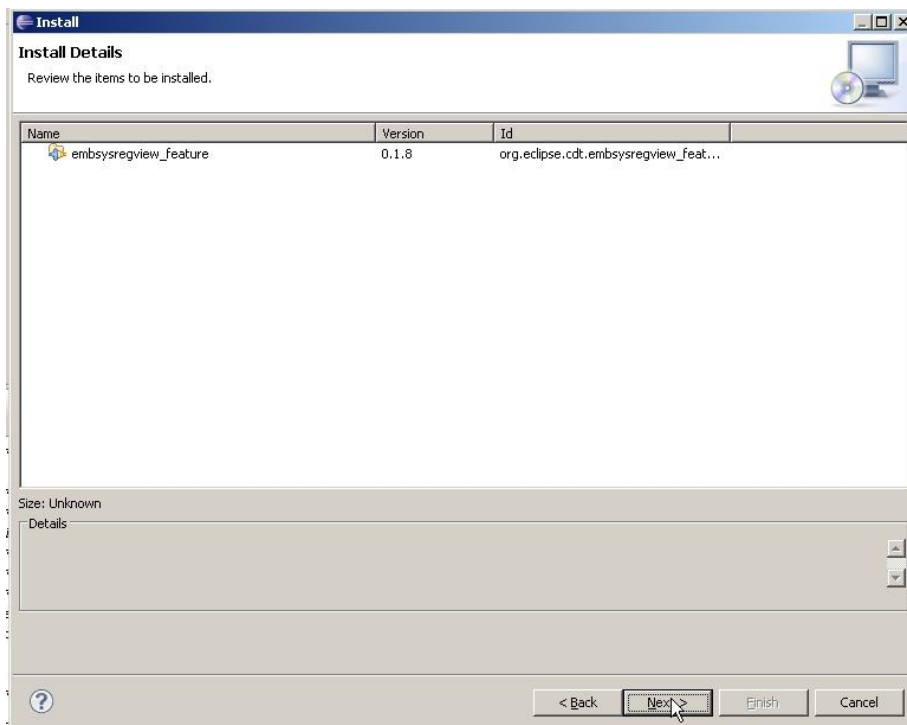 Install
Install Details
Review the items to be installed.
Name Version Id
embsysregview_feature 0.1.8 org.eclipse.cdt.embsysregview_feat...
Size: Unknown
Details
< Back Next > Finish Cancel